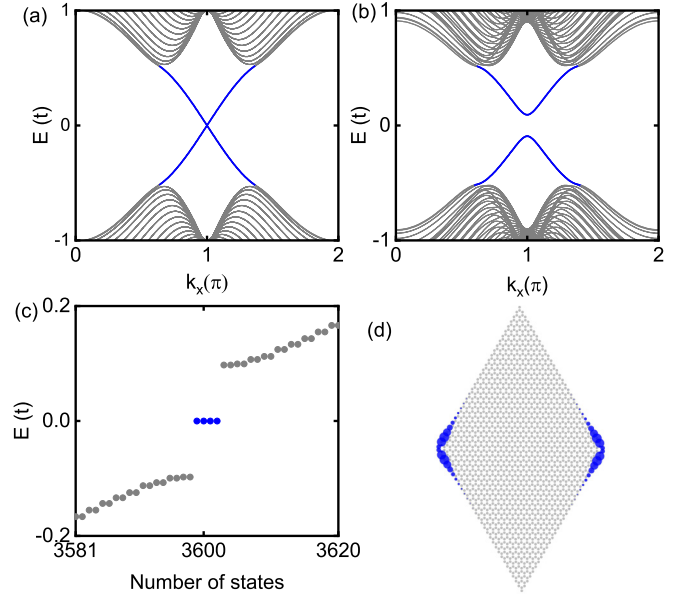 (a)
(b)
1
0
-1
E (t)
0
1
2
kx(π)
1
0
-1
E (t)
0
1
2
kx(π)
(c)
(d)
0.2
0.0
-0.2
E (t)
3581
3600
3620
Number of states